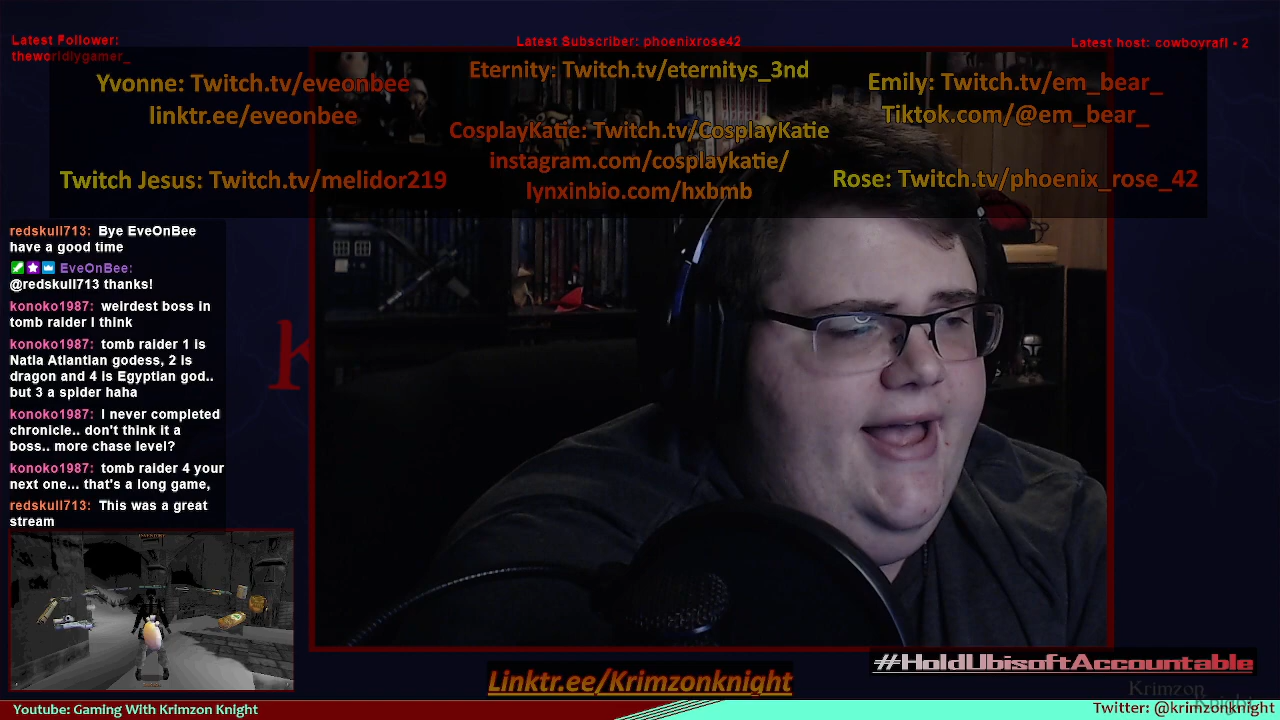 Latest Follower:
theworldlygamer_
Latest Subscriber: phoenixrose42
Latest host: cowboyrafl - 2
Yvonne: Twitch.tv/eveonbee
linktr.ee/eveonbee
Eternity: Twitch.tv/eternitys_3nd
Emily: Twitch.tv/em_bear_
Tiktok.com/@em_bear_
CosplayKatie: Twitch.tv/CosplayKatie
instagram.com/cosplaykatie/
lynxinbio.com/hxbmb
Twitch Jesus: Twitch.tv/melidor219
Rose: Twitch.tv/phoenix_rose_42
redskull713: Bye EveOnBee
have a good time
EveOnBee:
@redskull713 thanks!
konoko1987: weirdest boss in
tomb raider I think
konoko1987: tomb raider 1 is
Natla Atlantian godess, 2 is
dragon and 4 is Egyptian god..
but 3 a spider haha
konoko1987: I never completed
chronicle.. don't think it a
boss.. more chase level?
konoko1987: tomb raider 4 your
next one... that's a long game,
redskull713: This was a great
stream
K
INVENTORY
#HoldUbisoftAccountable
Linktr.ee/Krimzonknight
Krimzon
Knight
Youtube: Gaming With Krimzon Knight
Twitter: @krimzonknight